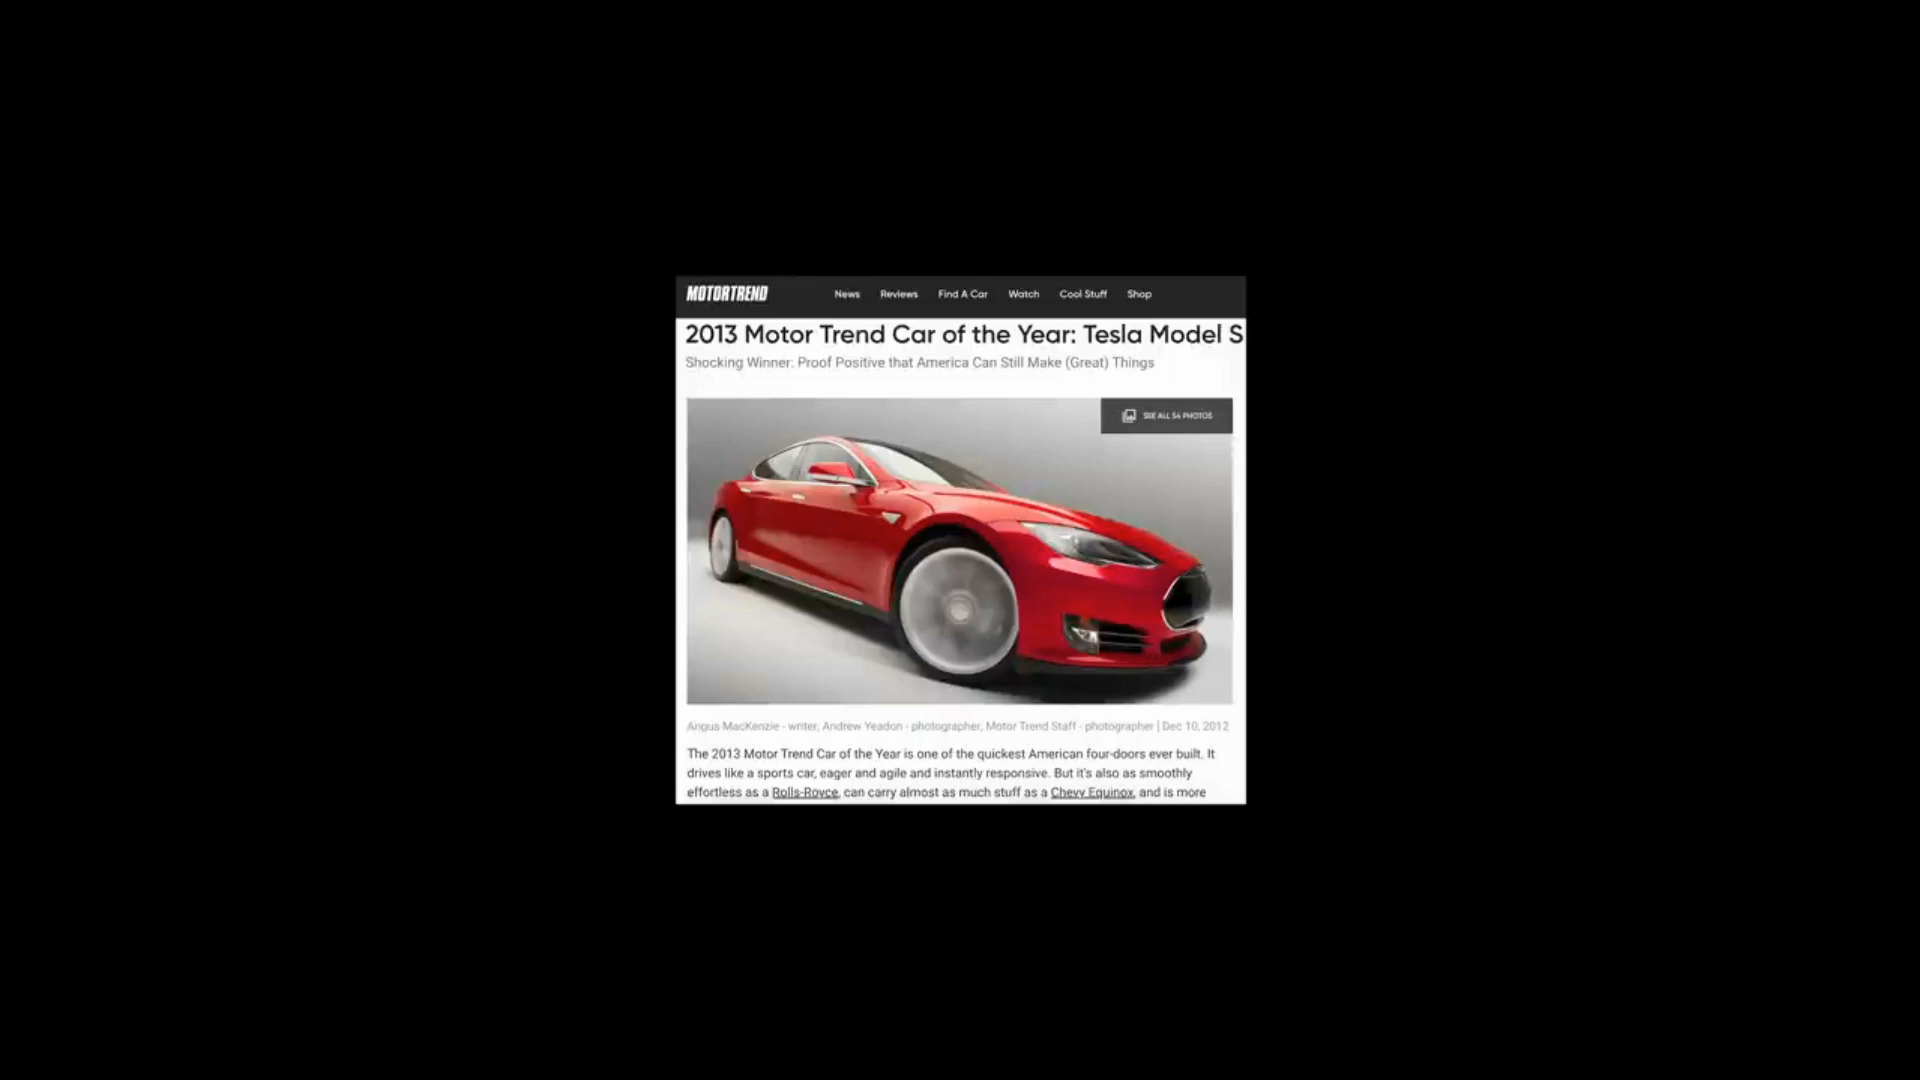 MOTORTREND News Reviews Find A Car Watch Cool Stuff Shop
2013 Motor Trend Car of the Year: Tesla Model S
Shocking Winner: Proof Positive that America Can Still Make (Great) Things
SEE ALL 54 PHOTOS
Angus MacKenzie - writer; Andrew Yeadon - photographer; Motor Trend Staff - photographer | Dec 10, 2012
The 2013 Motor Trend Car of the Year is one of the quickest American four-doors ever built. It
drives like a sports car, eager and agile and instantly responsive. But it's also as smoothly
effortless as a Rolls-Royce, can carry almost as much stuff as a Chevy Equinox, and is more